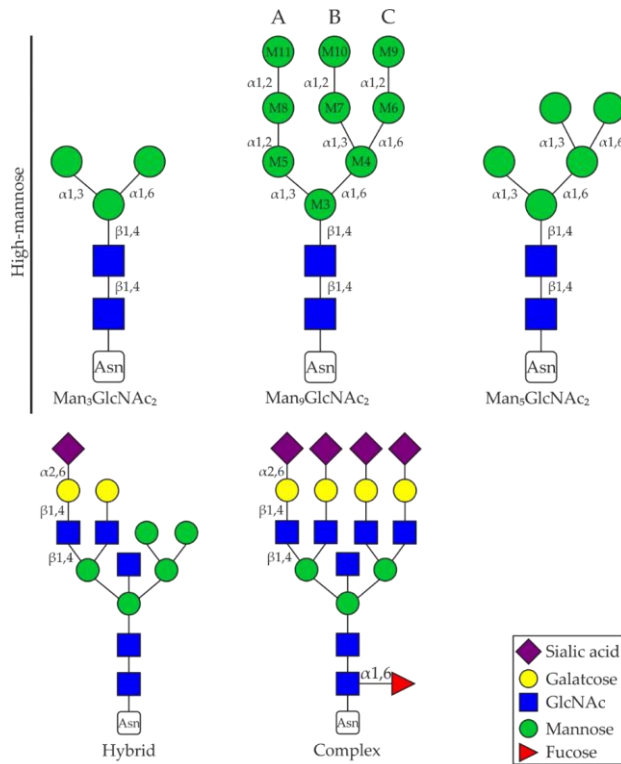 High-mannose
A B C
M11 M10 M9
α1,2 α1,2 α1,2
M8 M7 M6
α1,2 α1,3 α1,6 α1,3 α1,6
M5 M4
α1,3 α1,6 α1,3 α1,6 α1,3 α1,6
M3
β1,4 β1,4 β1,4
β1,4 β1,4 β1,4
Asn Asn Asn
Man₃GlcNAc₂ Man₉GlcNAc₂ Man₅GlcNAc₂
α2,6 α2,6
β1,4 β1,4
β1,4 β1,4
α1,6
Asn Asn
Hybrid Complex
Sialic acid
Galatcose
GlcNAc
Mannose
Fucose